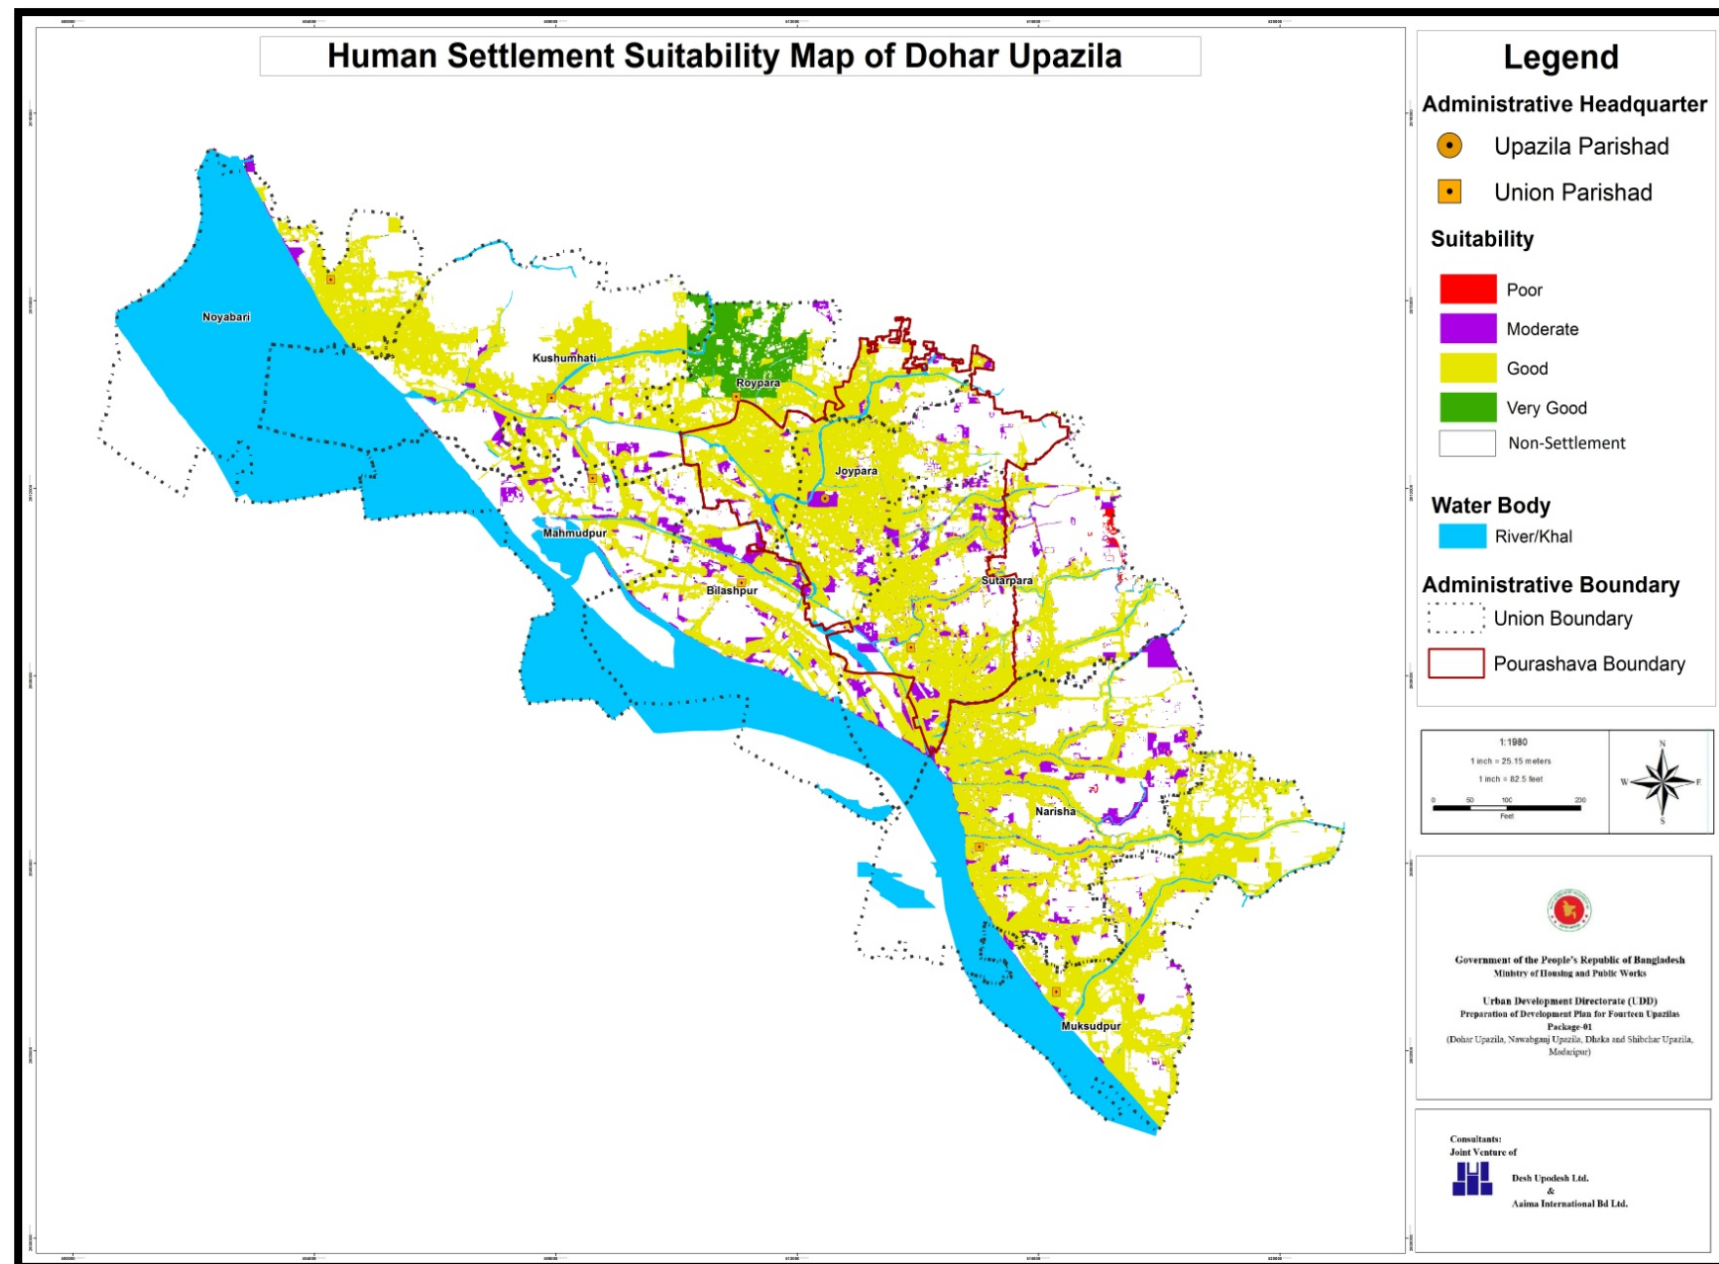 Human Settlement Suitability Map of Dohar Upazila
Noyabari
Kushumhati
Roypara
Joypara
Mahmudpur
Bilashpur
Sutarpara
Narisha
Muksudpur
Legend
Administrative Headquarter
Upazila Parishad
Union Parishad
Suitability
Poor
Moderate
Good
Very Good
Non-Settlement
Water Body
River/Khal
Administrative Boundary
Union Boundary
Pourashava Boundary
1:1980
1 inch = 25.15 meters
1 inch = 82.5 feet
0 50 100 200
Feet
N
W E
S
Government of the People's Republic of Bangladesh
Ministry of Housing and Public Works
Urban Development Directorate (UDD)
Preparation of Development Plan for Fourteen Upazilas
Package-01
(Dohar Upazila, Nawabganj Upazila, Dhaka and Shibchar Upazila,
Madaripur)
Consultants:
Joint Venture of
Desh Upodesh Ltd.
&
Aaima International Bd Ltd.